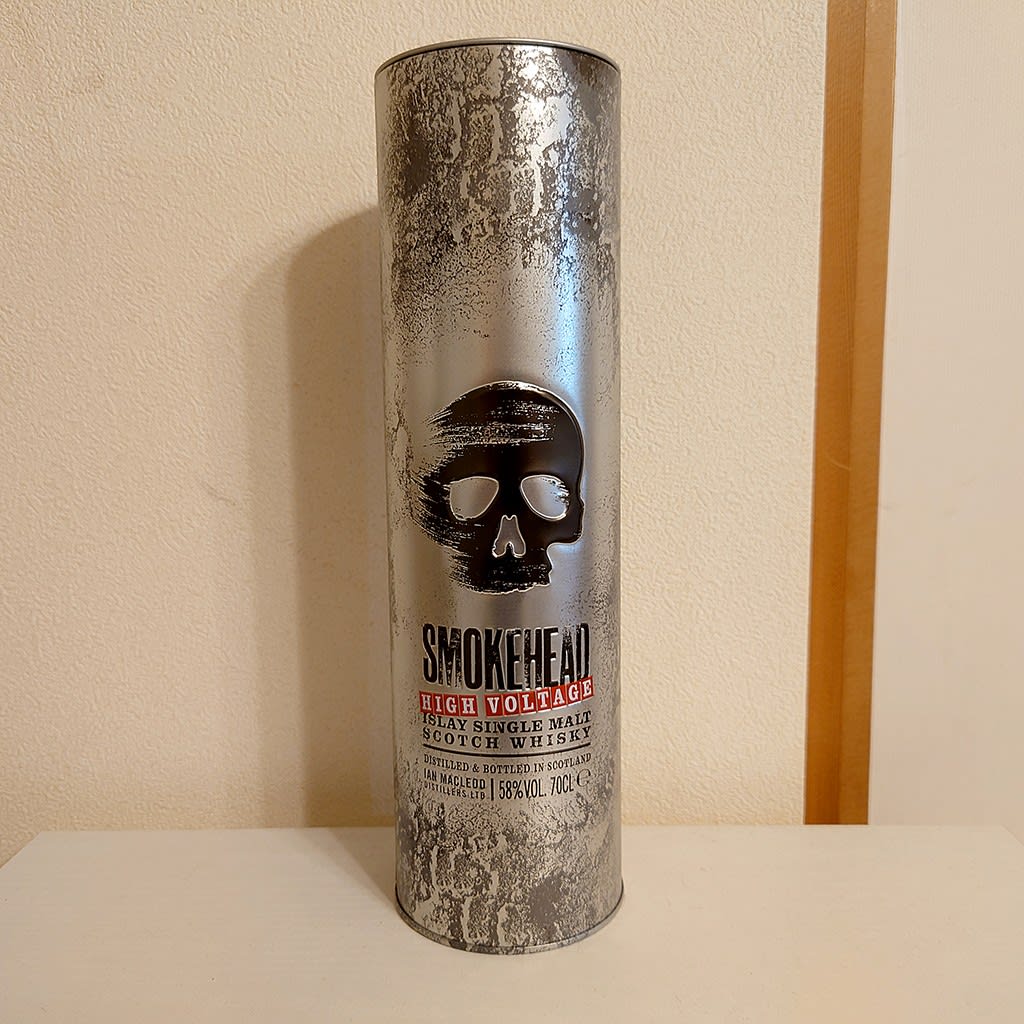 SMOKEHEAD
HIGH VOLTAGE
ISLAY SINGLE MALT
SCOTCH WHISKY
DISTILLED & BOTTLED IN SCOTLAND
IAN MACLEOD
DISTILLERS LTD
58%VOL. 70CL ℮